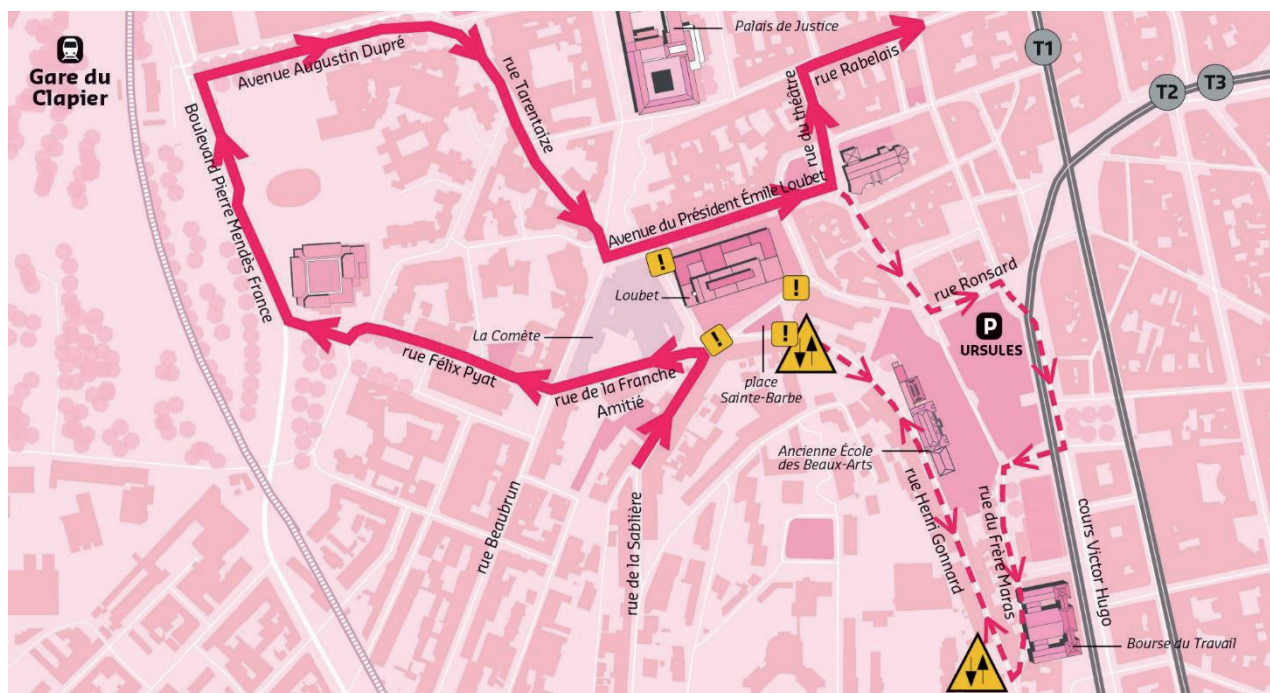 Gare du
Clapier
Avenue Augustin Dupré
rue Tarentaize
Palais de Justice
rue du théâtre
rue Rabelais
T1
T2
T3
Boulevard Pierre Mendès France
Avenue du Président Émile Loubet
!
Loubet
!
rue Ronsard
P
URSULES
La Comète
!
!
rue Félix Pyat
rue de la Franche
Amitié
place
Sainte-Barbe
Ancienne École
des Beaux-Arts
rue Beaubrun
rue de la Sablière
rue Henri Gonnard
rue du Frère Maras
cours Victor Hugo
Bourse du Travail